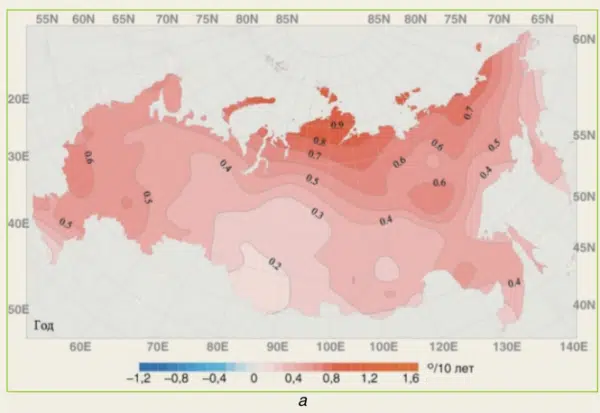 55N 60N 65N 70N 75N 80N 85N 85N 80N 75N 70N 65N
60N
20E
0.9
0.8
0.7
0.7
0.6
0.6
0.5
55N
30E
0.6
0.4
0.6
0.4
0.5
0.5
0.6
50N
0.3
0.4
40E
0.5
45N
0.2
0.4
40N
50E
Год
60E 70E 80E 90E 100E 100E 110E 120E 130E 140E
−1,2 −0,8 −0,4 0 0,4 0,8 1,2 1,6 °/10 лет
а